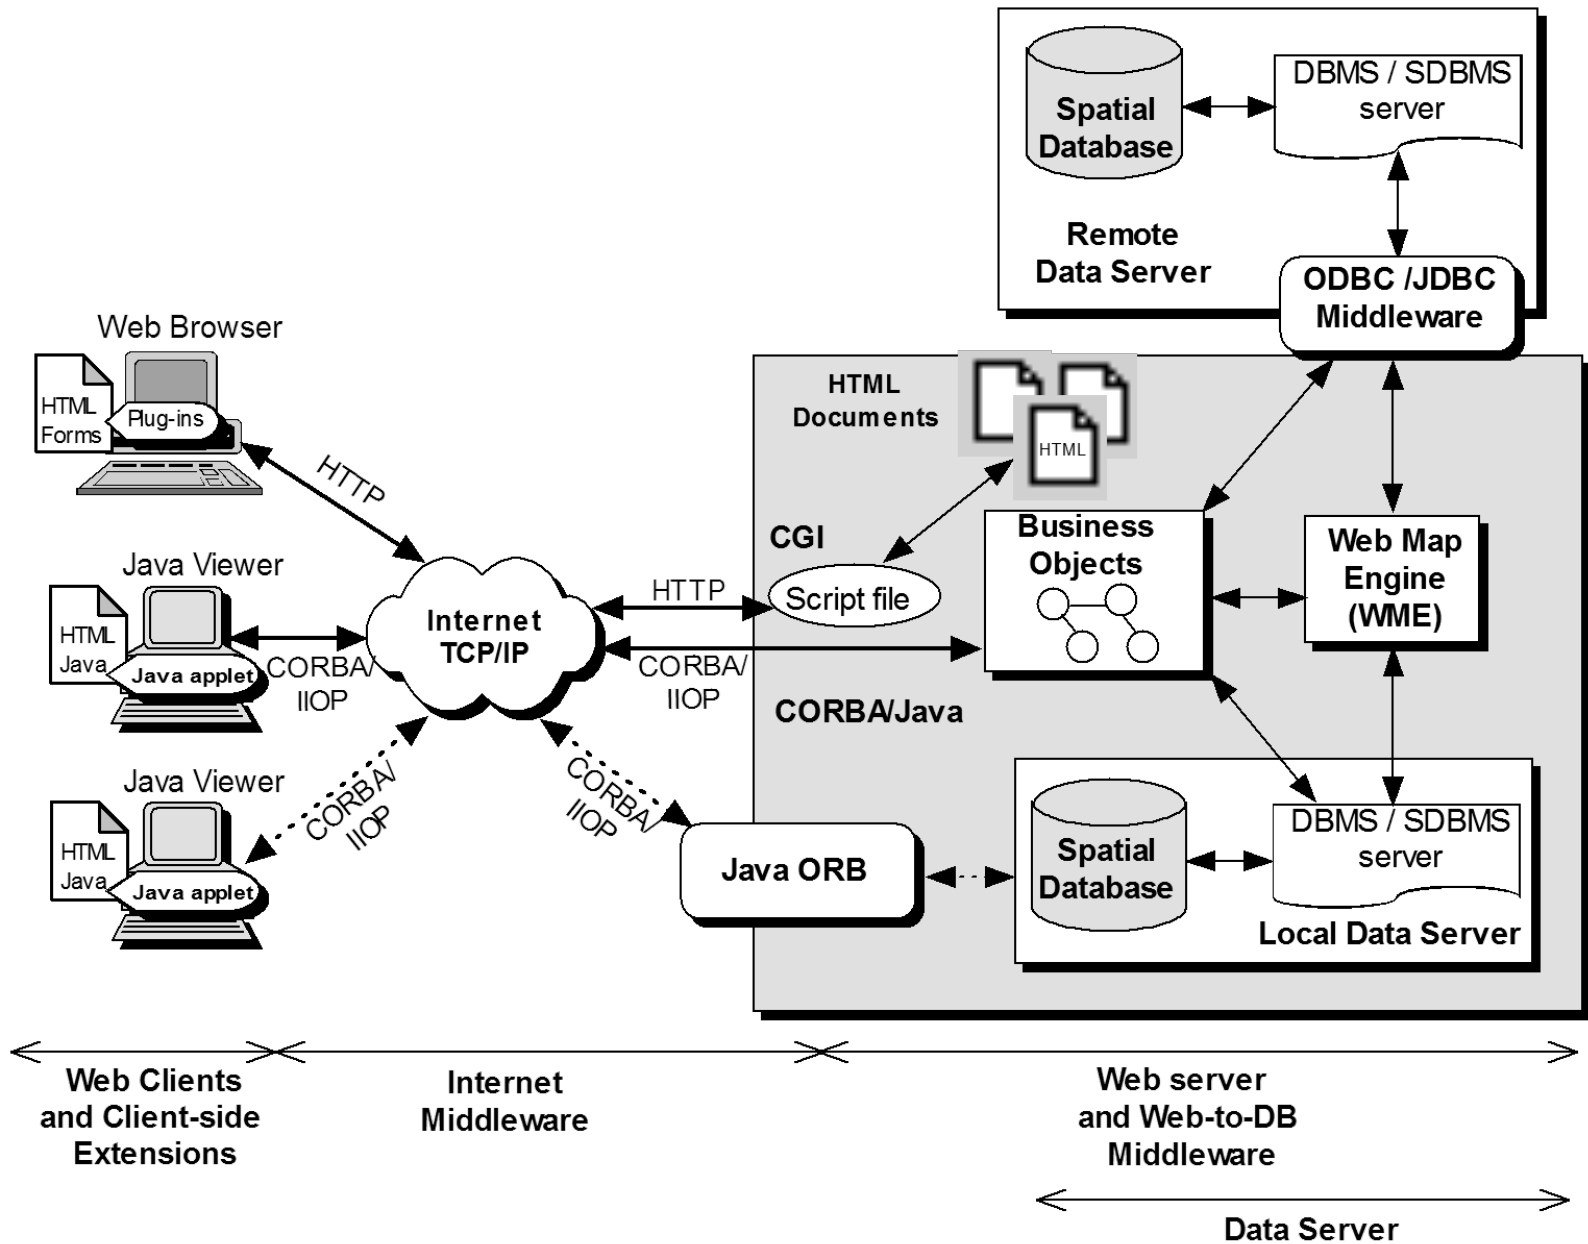 Spatial
Database
DBMS / SDBMS
server
Remote
Data Server
ODBC /JDBC
Middleware
Web Browser
HTML
Forms
Plug-ins
HTTP
HTML
Documents
HTML
CGI
Script file
Business
Objects
Web Map
Engine
(WME)
Java Viewer
HTML
Java
Java applet
CORBA/
IIOP
Internet
TCP/IP
HTTP
CORBA/
IIOP
CORBA/Java
Java Viewer
HTML
Java
Java applet
CORBA/
IIOP
CORBA/
IIOP
Java ORB
Spatial
Database
DBMS / SDBMS
server
Local Data Server
Web Clients
and Client-side
Extensions
Internet
Middleware
Web server
and Web-to-DB
Middleware
Data Server